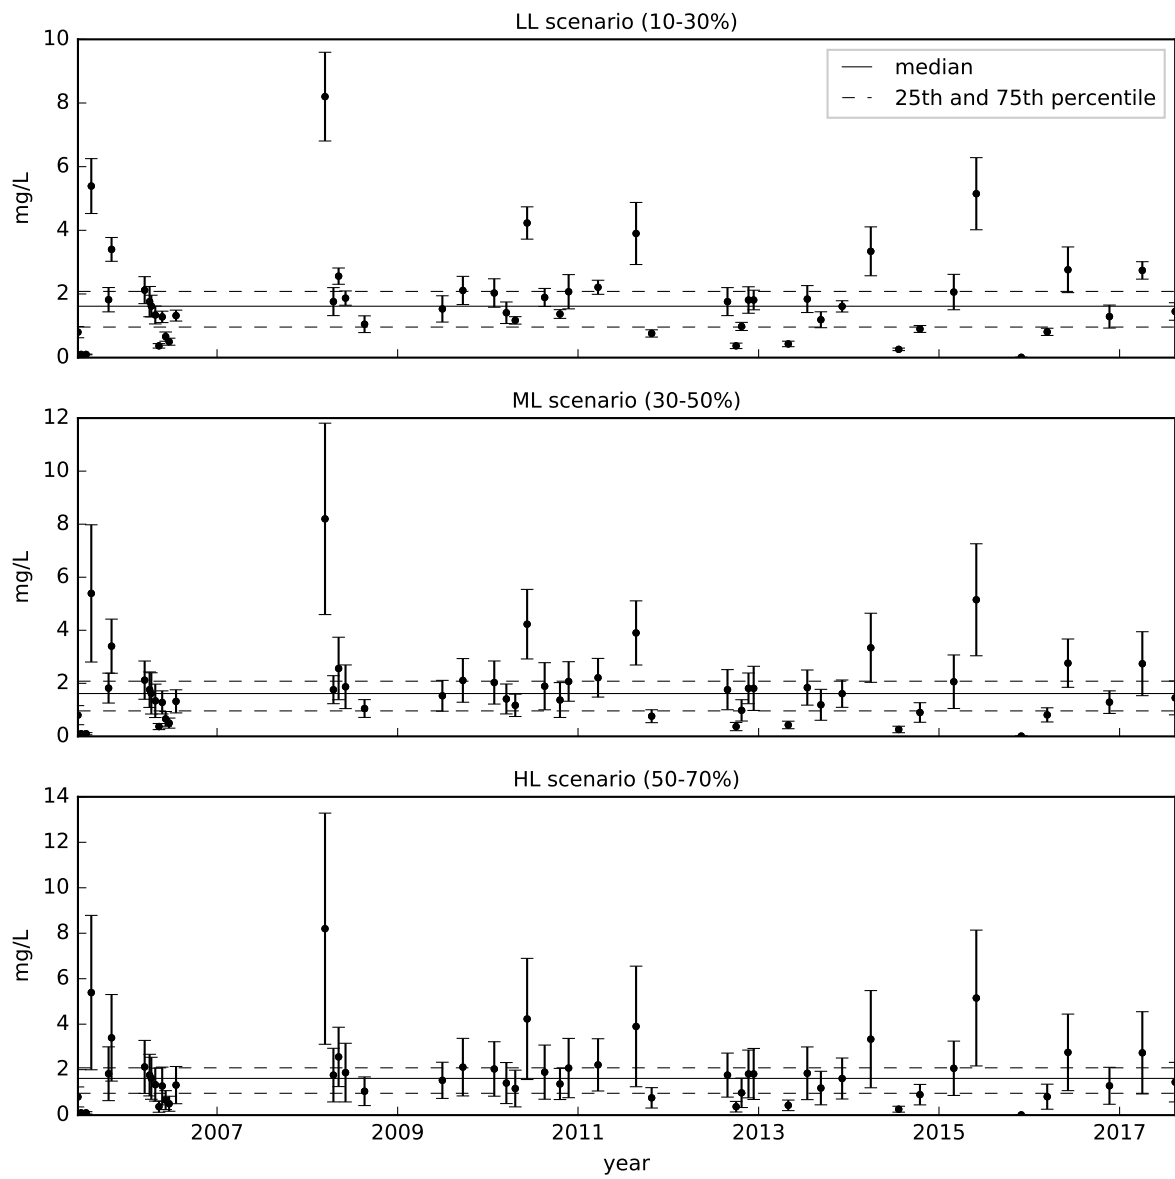 LL scenario (10-30%)
10
8
6
4
2
0
mg/L
median
25th and 75th percentile
ML scenario (30-50%)
12
10
8
6
4
2
0
mg/L
HL scenario (50-70%)
14
12
10
8
6
4
2
0
mg/L
2007 2009 2011 2013 2015 2017
year